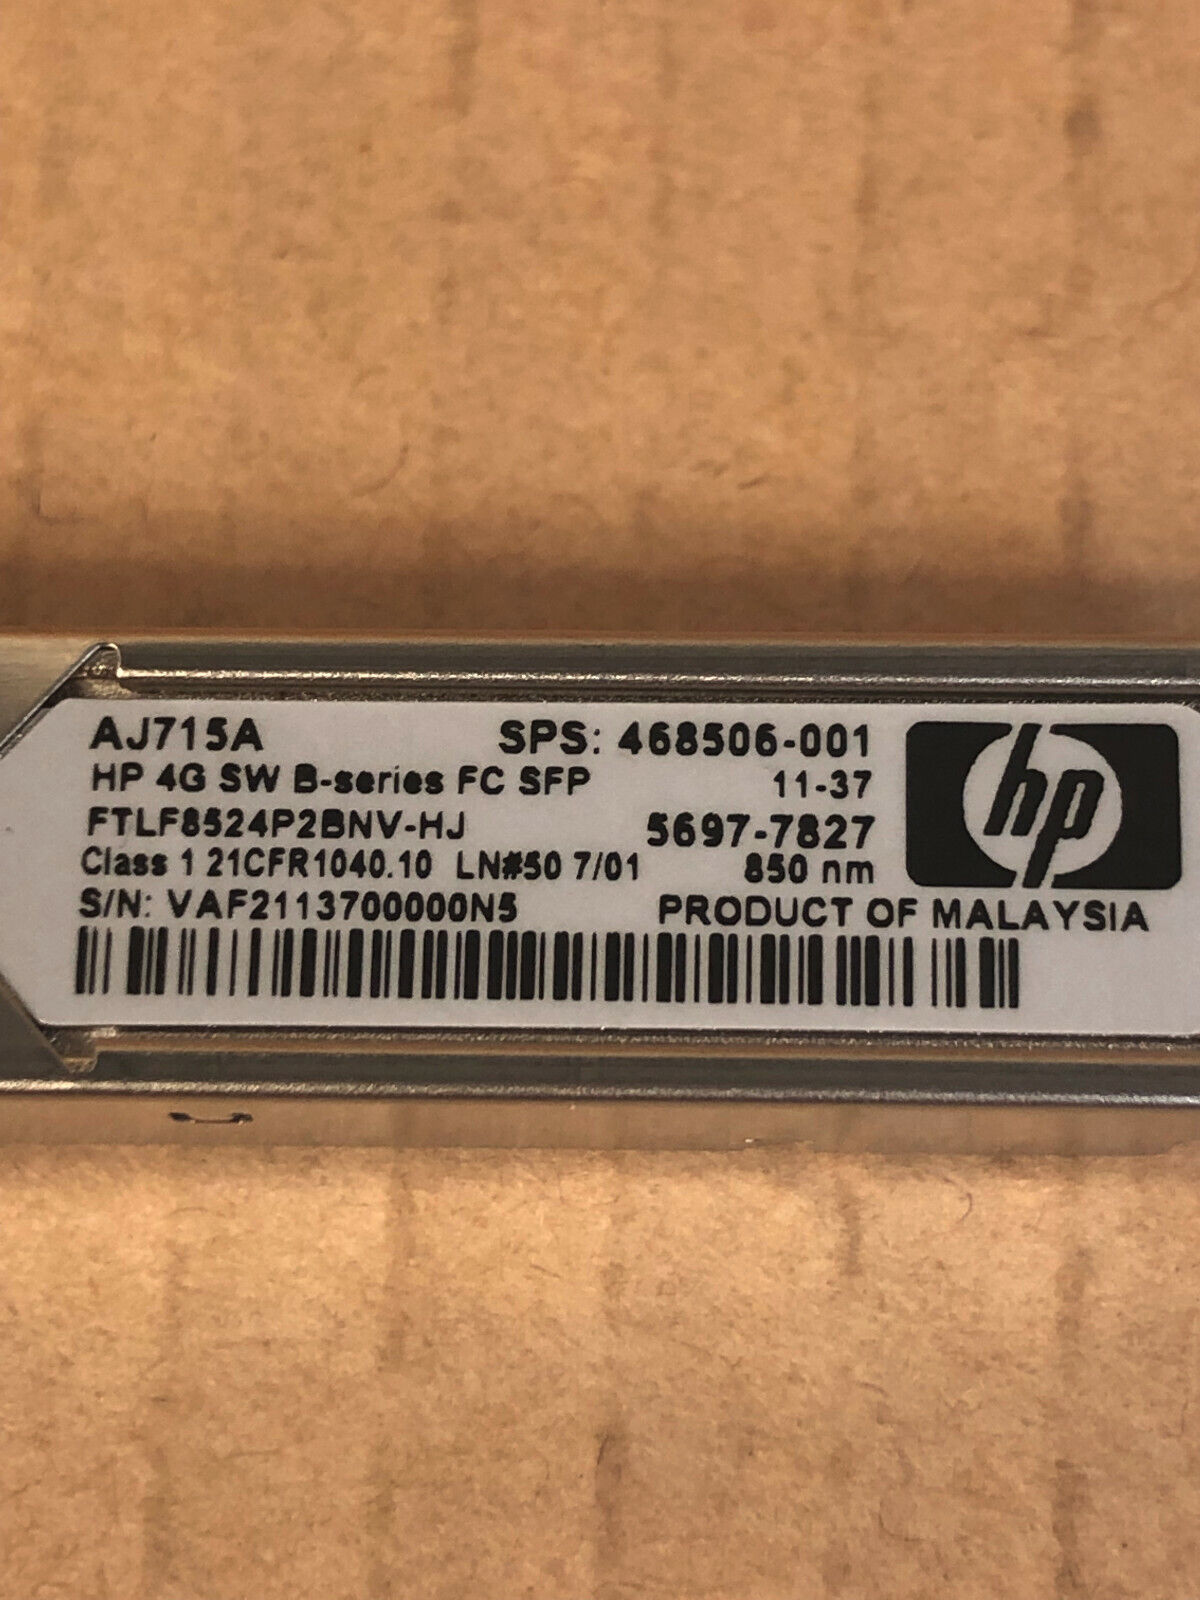 AJ715A SPS: 468506-001
HP 4G SW B-series FC SFP 11-37
FTLF8524P2BNV-HJ 5697-7827
Class 1 21CFR1040.10 LN#50 7/01 850 nm
S/N: VAF2113700000N5 PRODUCT OF MALAYSIA
hp